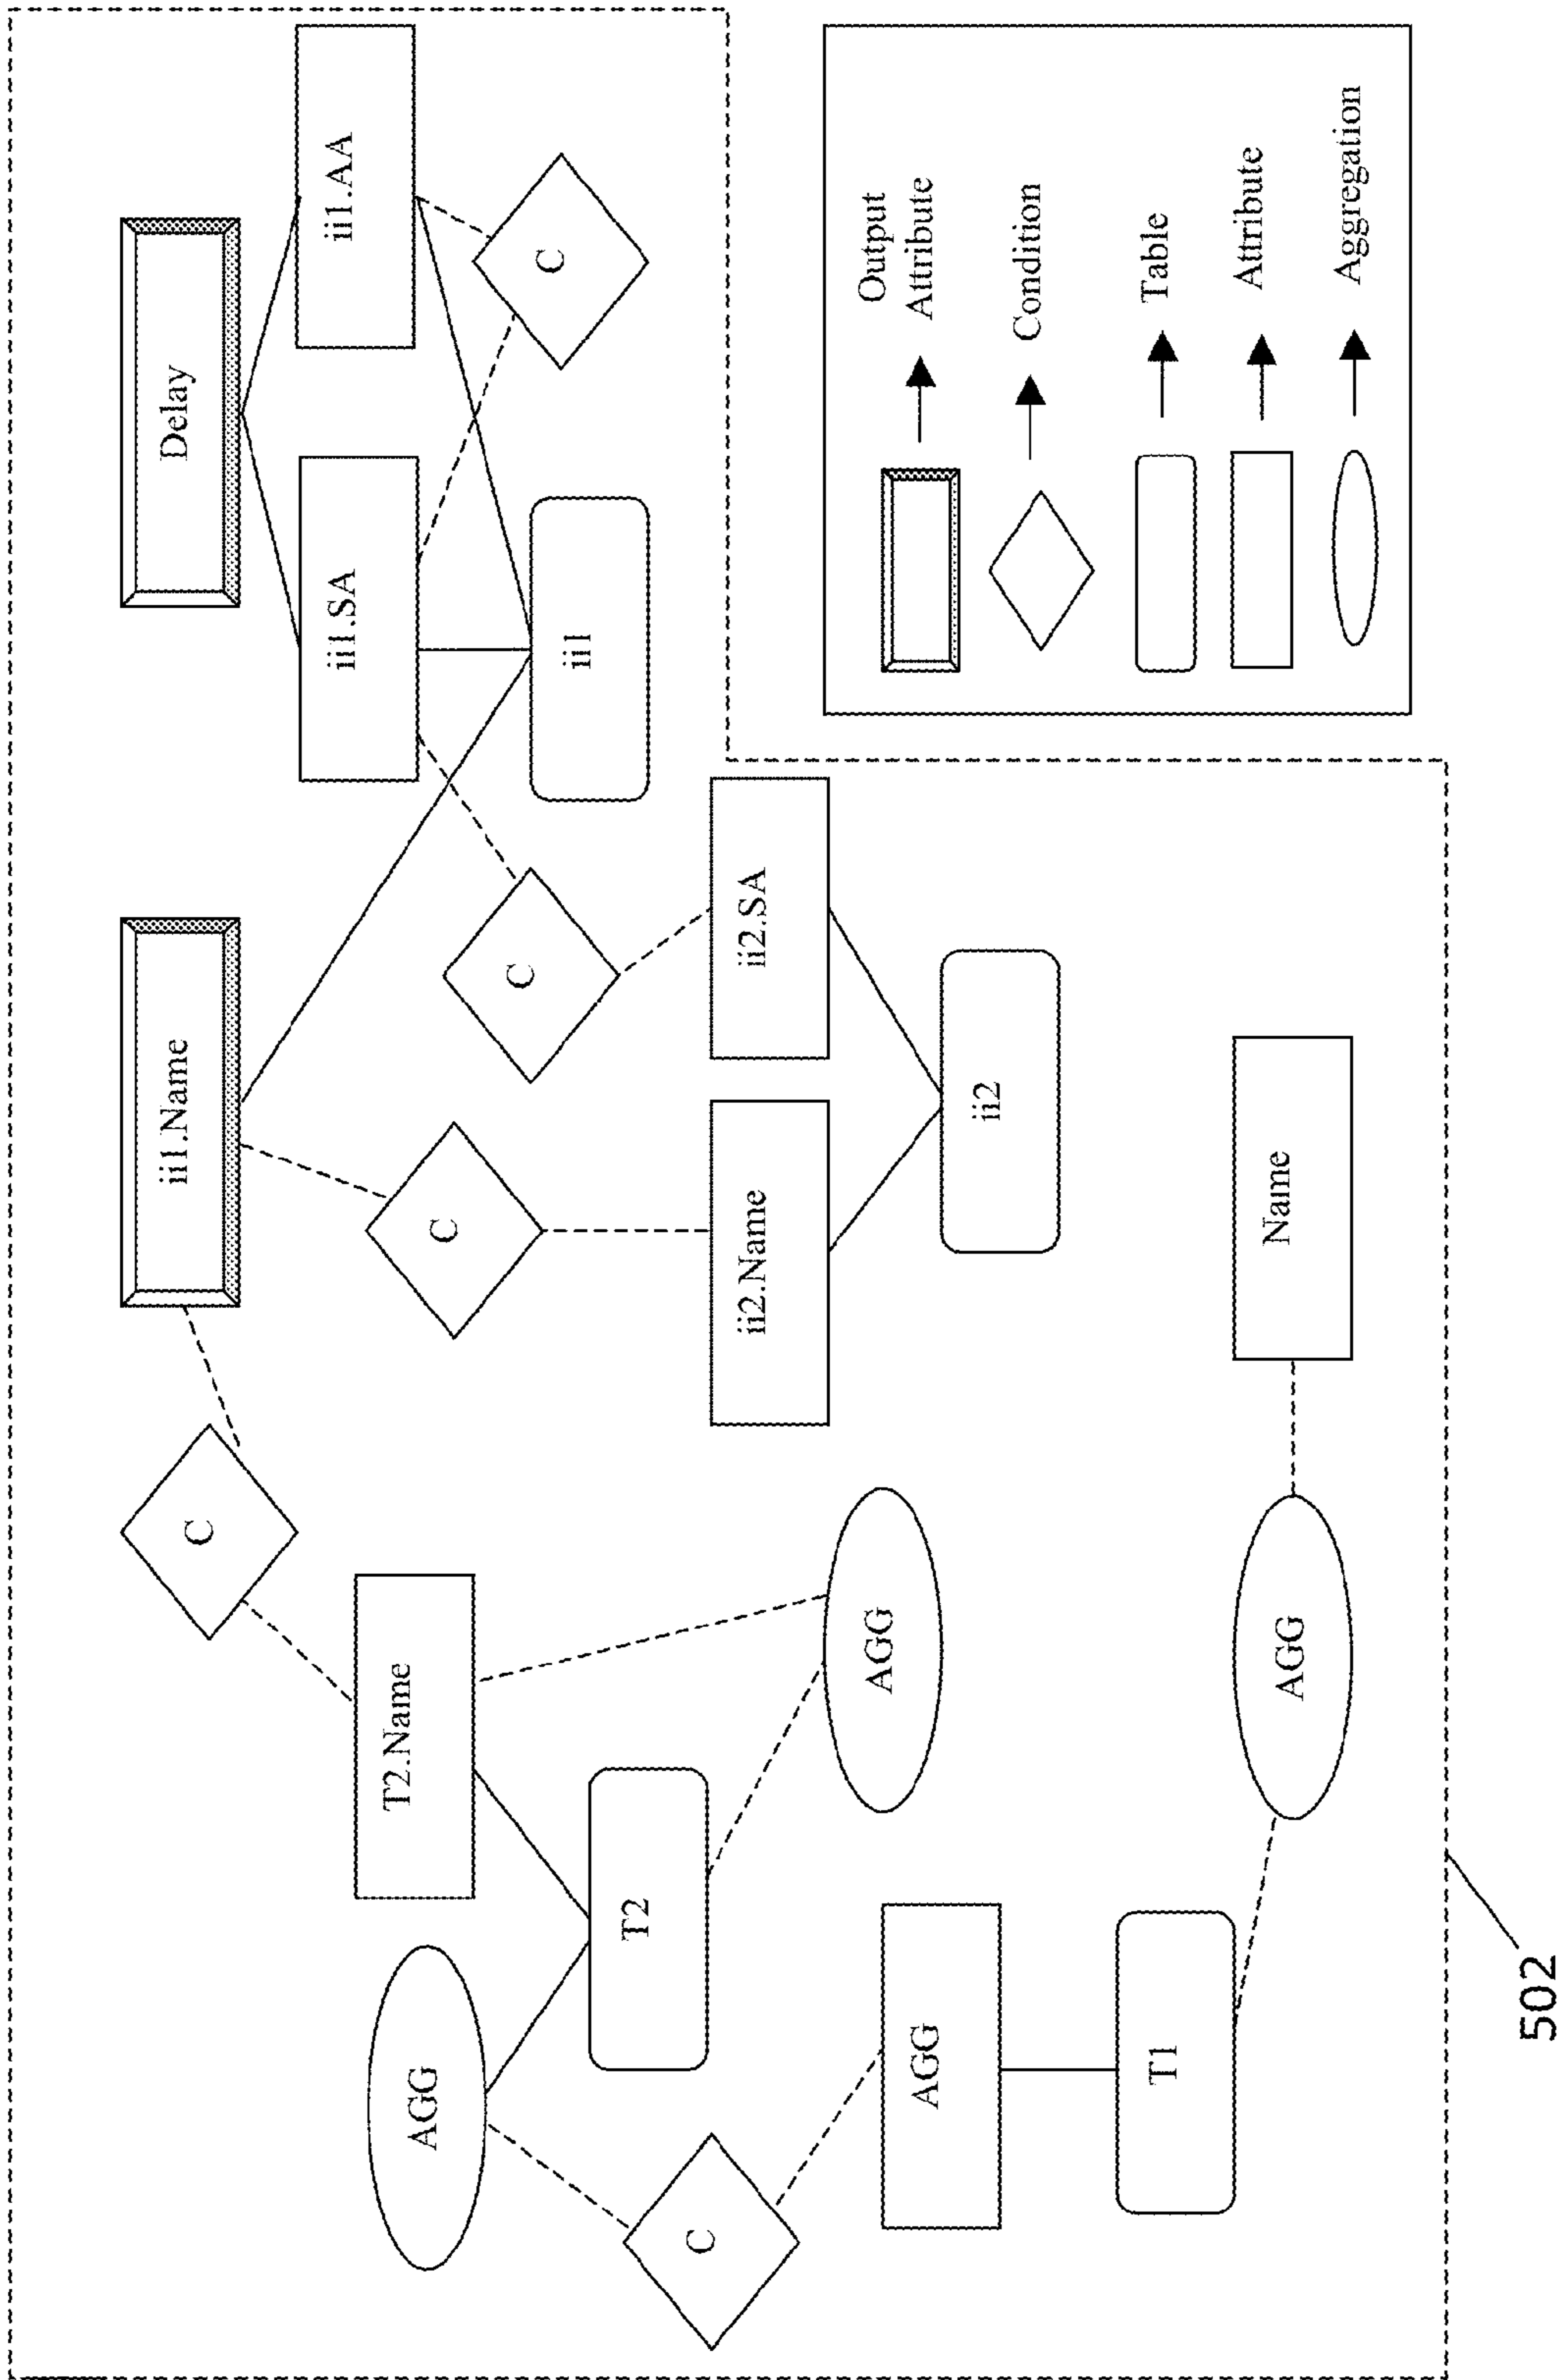 C
ii1.Name
Delay
ii1.SA
ii1.AA
AGG
T2.Name
C
C
C
ii1
T2
C
ii2.Name
ii2.SA
AGG
AGG
ii2
T1
AGG
Name
Output
Attribute
Condition
Table
Attribute
Aggregation
502